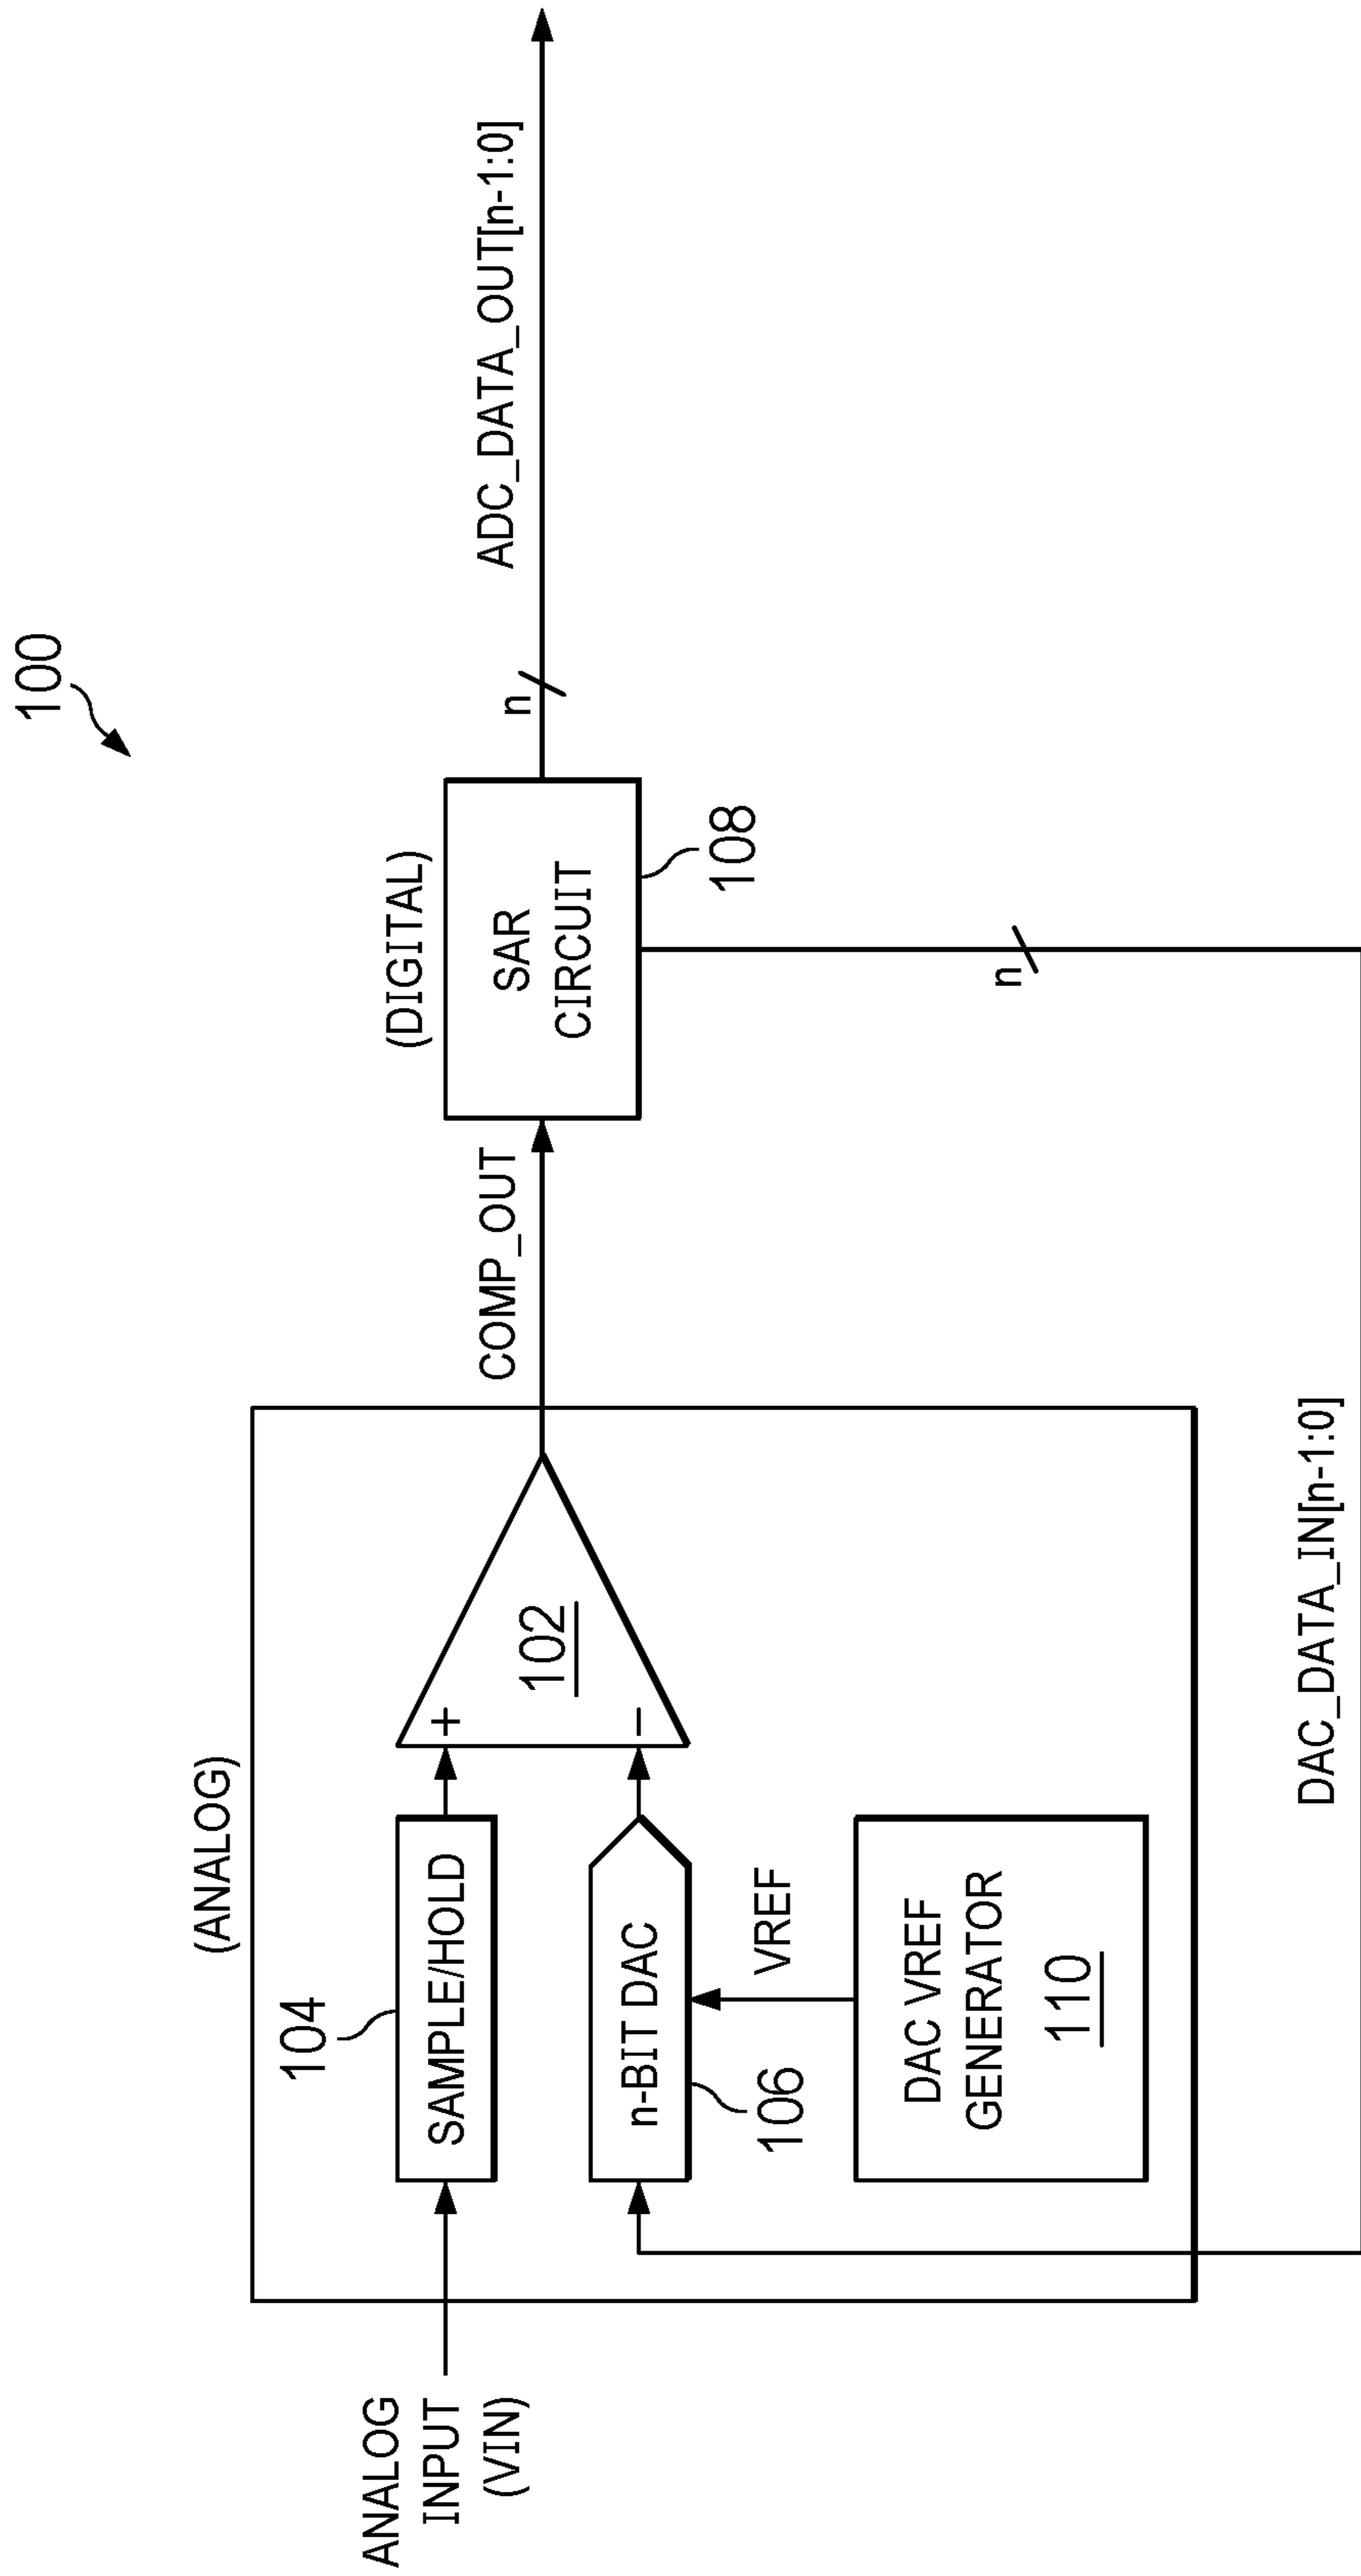 100
(ANALOG)
(DIGITAL)
ANALOG
INPUT
(VIN)
104
SAMPLE/HOLD
+
−
102
COMP_OUT
SAR
CIRCUIT
108
n
ADC_DATA_OUT[n-1:0]
n-BIT DAC
106
VREF
DAC VREF
GENERATOR
110
n
DAC_DATA_IN[n-1:0]